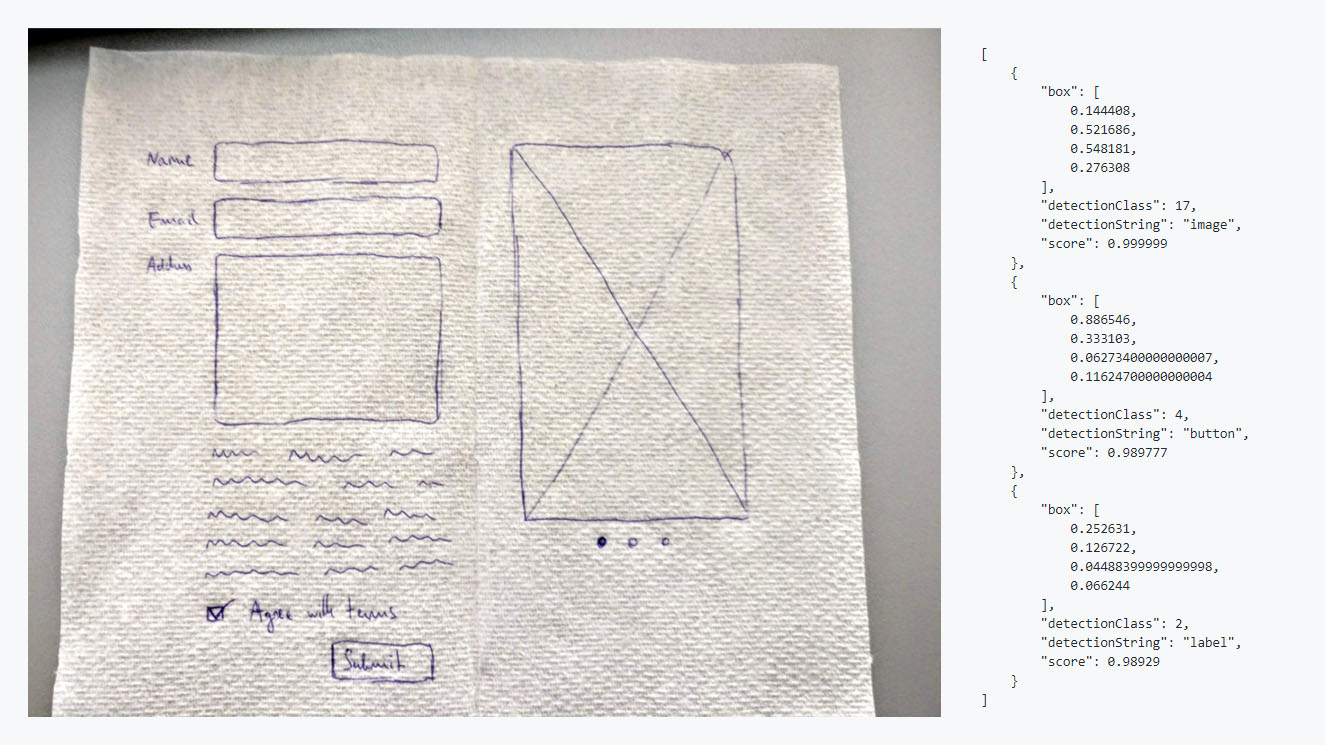 Name
Email
Address
Agree with terms
Submit
[
{
"box": [
0.144408,
0.521686,
0.548181,
0.276308
],
"detectionClass": 17,
"detectionString": "image",
"score": 0.999999
},
{
"box": [
0.886546,
0.333103,
0.06273400000000007,
0.11624700000000004
],
"detectionClass": 4,
"detectionString": "button",
"score": 0.989777
},
{
"box": [
0.252631,
0.126722,
0.04488399999999998,
0.066244
],
"detectionClass": 2,
"detectionString": "label",
"score": 0.98929
}
]